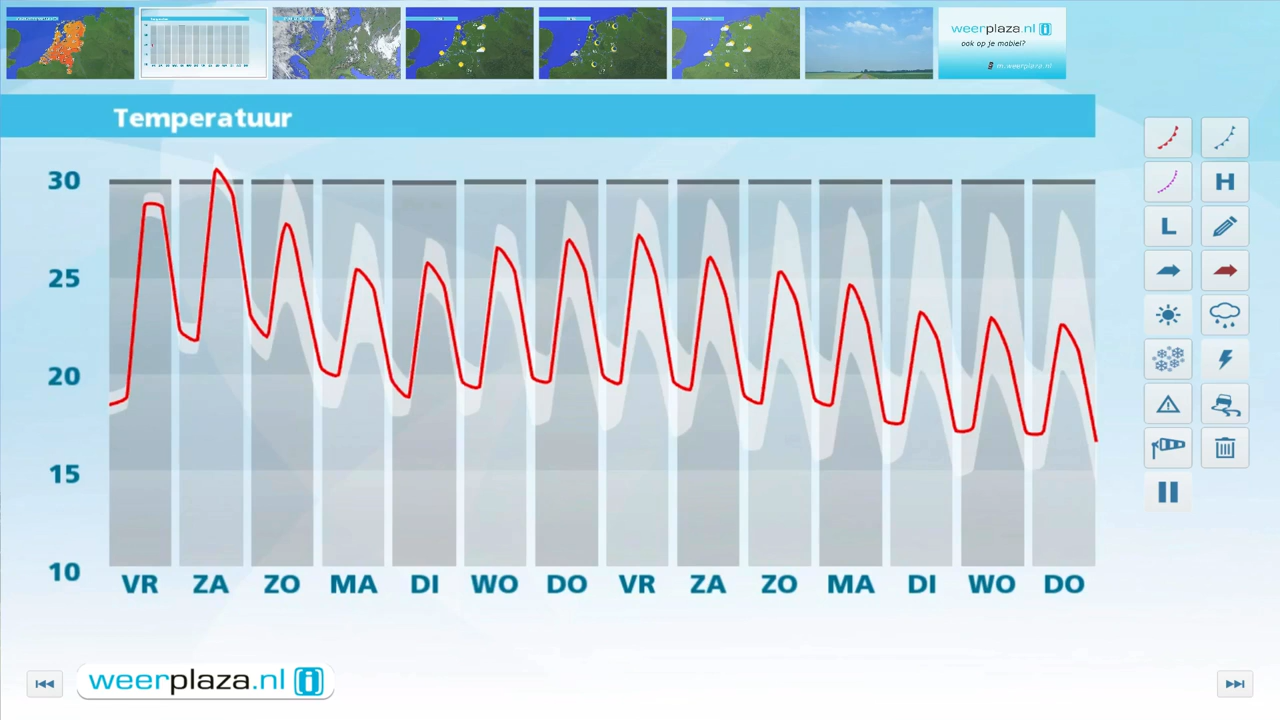 weerplaza.nl
ook op je mobiel?
m.weerplaza.nl
Temperatuur
30
25
20
15
10
VR ZA ZO MA DI WO DO VR ZA ZO MA DI WO DO
H
L
weerplaza.nl